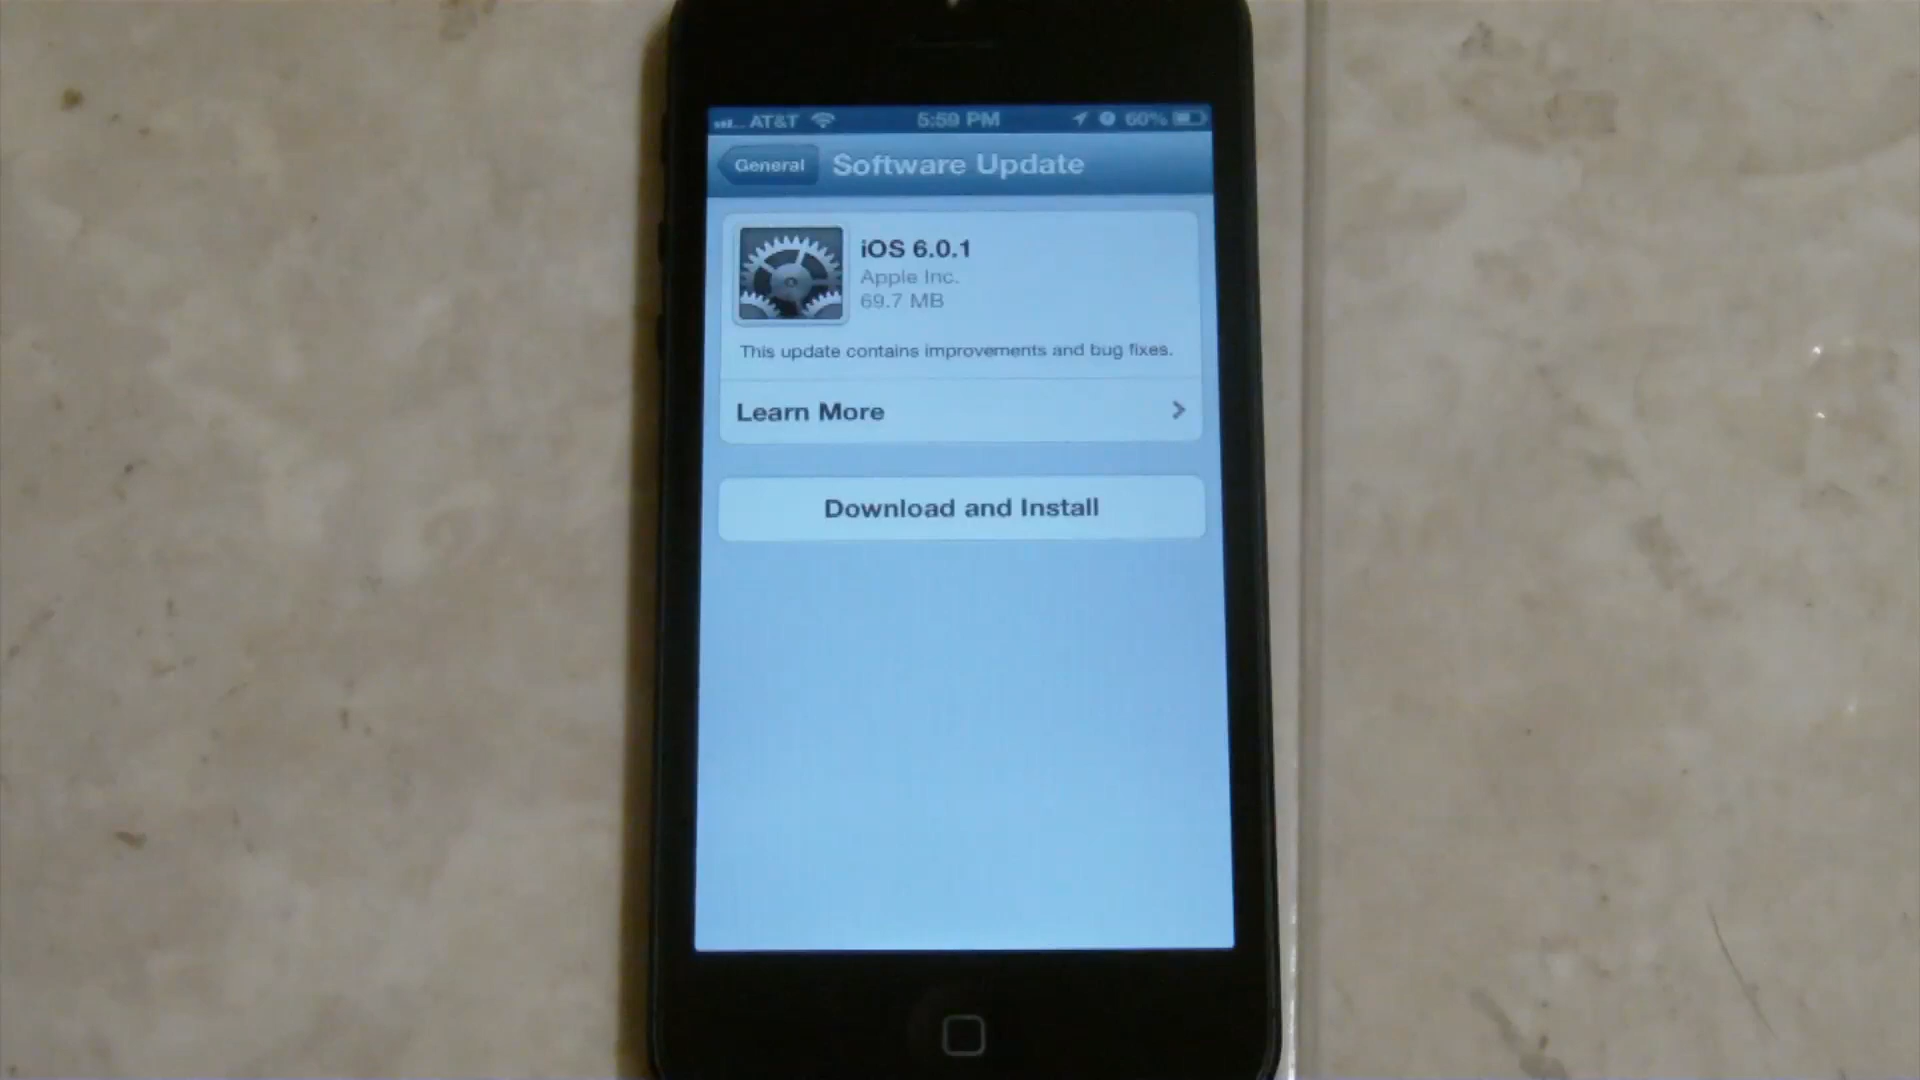 AT&T 5:59 PM 60%
General Software Update
iOS 6.0.1
Apple Inc.
69.7 MB
This update contains improvements and bug fixes.
Learn More
Download and Install